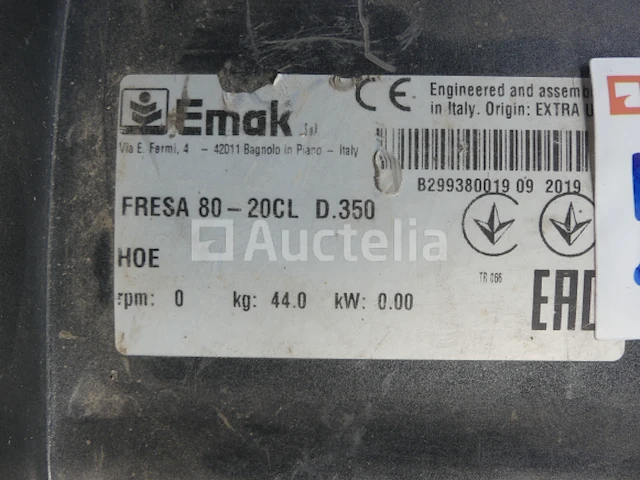 Emak S.p.A.
Via E. Fermi, 4 – 42011 Bagnolo in Piano – Italy
CE Engineered and assem
in Italy. Origin: EXTRA U
B299380019 09 2019
FRESA 80–20CL D.350
Auctelia
HOE
TR 066
rpm: 0 kg: 44.0 kW: 0.00
EAC